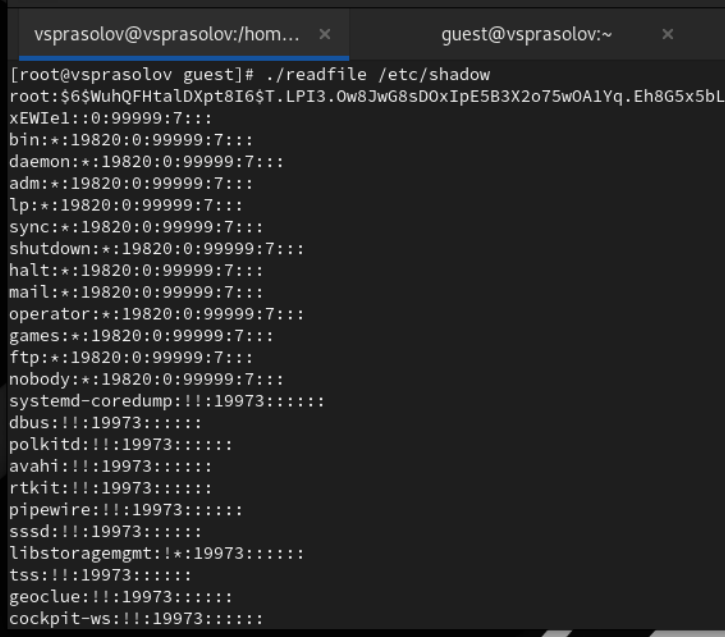 vsprasolov@vsprasolov:/hom... × guest@vsprasolov:~ ×
[root@vsprasolov guest]# ./readfile /etc/shadow
root:$6$WuhQFHtalDXpt8I6$T.LPI3.Ow8JwG8sDOxIpE5B3X2o75wOA1Yq.Eh8G5x5bL
xEWIe1::0:99999:7:::
bin:*:19820:0:99999:7:::
daemon:*:19820:0:99999:7:::
adm:*:19820:0:99999:7:::
lp:*:19820:0:99999:7:::
sync:*:19820:0:99999:7:::
shutdown:*:19820:0:99999:7:::
halt:*:19820:0:99999:7:::
mail:*:19820:0:99999:7:::
operator:*:19820:0:99999:7:::
games:*:19820:0:99999:7:::
ftp:*:19820:0:99999:7:::
nobody:*:19820:0:99999:7:::
systemd-coredump:!!:19973::::::
dbus:!!:19973::::::
polkitd:!!:19973::::::
avahi:!!:19973::::::
rtkit:!!:19973::::::
pipewire:!!:19973::::::
sssd:!!:19973::::::
libstoragemgmt:!*:19973::::::
tss:!!:19973::::::
geoclue:!!:19973::::::
cockpit-ws:!!:19973::::::